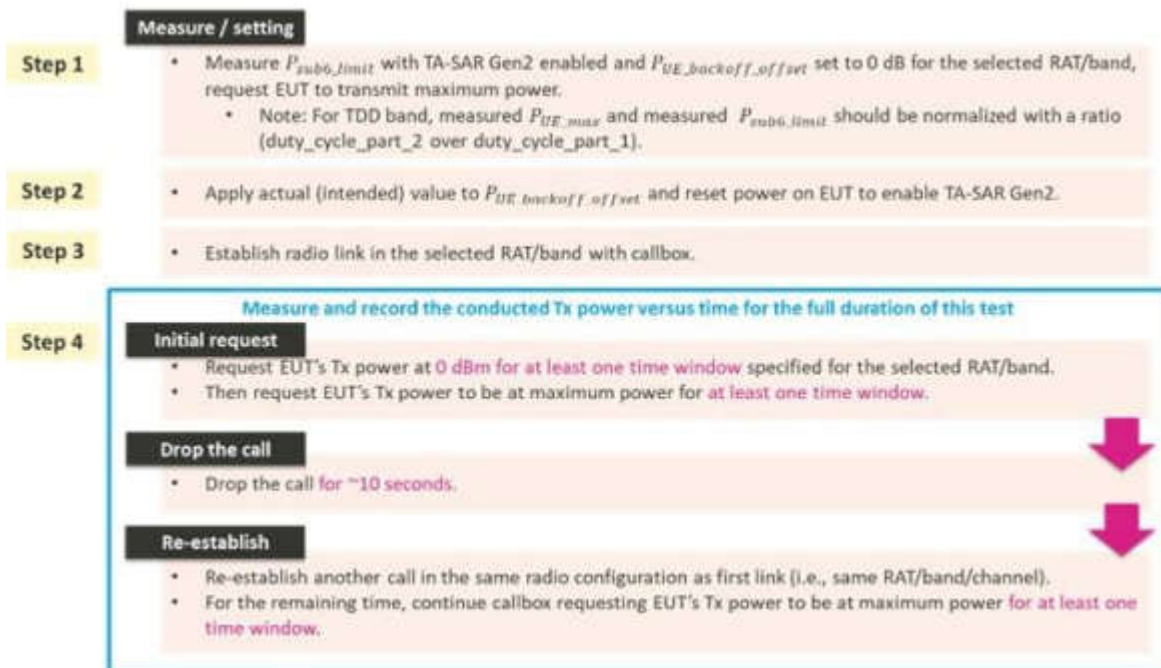 Measure / setting
Step 1
• Measure P_sub6_limit with TA-SAR Gen2 enabled and P_UE_backoff_offset set to 0 dB for the selected RAT/band,
request EUT to transmit maximum power.
• Note: For TDD band, measured P_UE_max and measured P_sub6_limit should be normalized with a ratio
(duty_cycle_part_2 over duty_cycle_part_1).
Step 2
• Apply actual (intended) value to P_UE_backoff_offset and reset power on EUT to enable TA-SAR Gen2.
Step 3
• Establish radio link in the selected RAT/band with callbox.
Measure and record the conducted Tx power versus time for the full duration of this test
Step 4
Initial request
• Request EUT's Tx power at 0 dBm for at least one time window specified for the selected RAT/band.
• Then request EUT's Tx power to be at maximum power for at least one time window.
Drop the call
• Drop the call for ~10 seconds.
Re-establish
• Re-establish another call in the same radio configuration as first link (i.e., same RAT/band/channel).
• For the remaining time, continue callbox requesting EUT's Tx power to be at maximum power for at least one
time window.